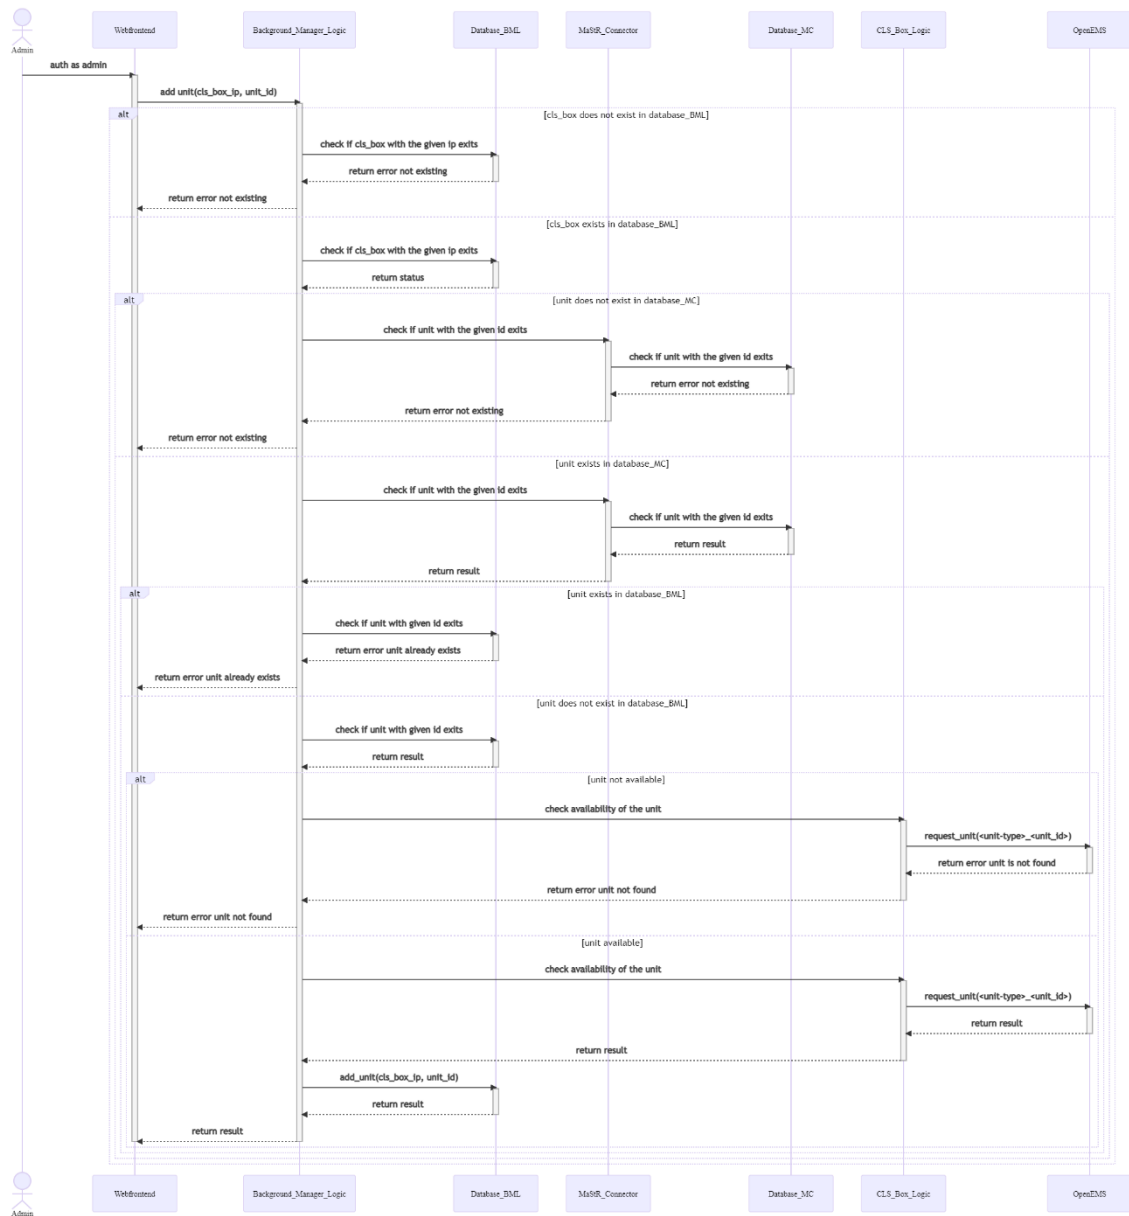 Admin
Webfrontend
Background_Manager_Logic
Database_BML
MaStR_Connector
Database_MC
CLS_Box_Logic
OpenEMS
auth as admin
add unit(cls_box_ip, unit_id)
alt
[cls_box does not exist in database_BML]
check if cls_box with the given ip exits
return error not existing
return error not existing
[cls_box exists in database_BML]
check if cls_box with the given ip exits
return status
alt
[unit does not exist in database_MC]
check if unit with the given id exits
check if unit with the given id exits
return error not existing
return error not existing
return error not existing
[unit exists in database_MC]
check if unit with the given id exits
check if unit with the given id exits
return result
return result
alt
[unit exists in database_BML]
check if unit with given id exits
return error unit already exists
return error unit already exists
[unit does not exist in database_BML]
check if unit with given id exits
return result
alt
[unit not available]
check availability of the unit
request_unit(<unit-type>_<unit_id>)
return error unit is not found
return error unit not found
return error unit not found
[unit available]
check availability of the unit
request_unit(<unit-type>_<unit_id>)
return result
return result
add_unit(cls_box_ip, unit_id)
return result
return result
Admin
Webfrontend
Background_Manager_Logic
Database_BML
MaStR_Connector
Database_MC
CLS_Box_Logic
OpenEMS